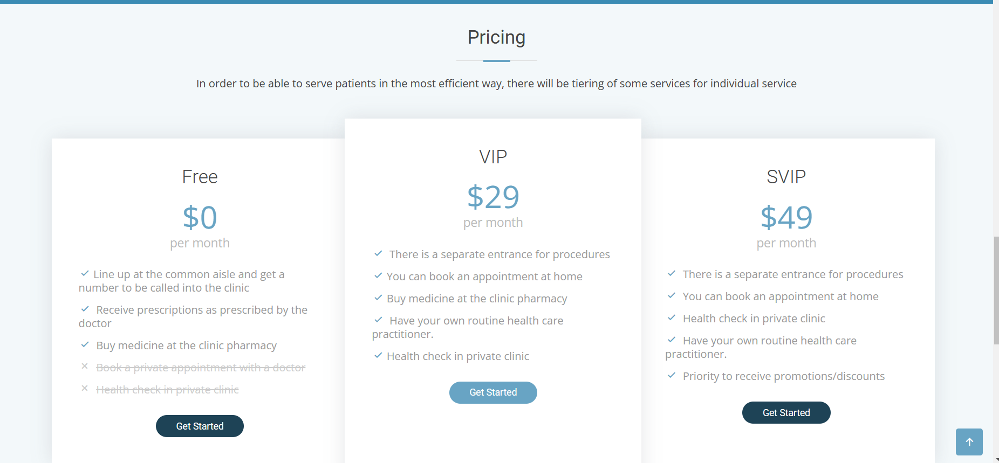 Pricing
In order to be able to serve patients in the most efficient way, there will be tiering of some services for individual service
Free
$0
per month
Line up at the common aisle and get a
number to be called into the clinic
Receive prescriptions as prescribed by the
doctor
Buy medicine at the clinic pharmacy
Book a private appointment with a doctor
Health check in private clinic
Get Started
VIP
$29
per month
There is a separate entrance for procedures
You can book an appointment at home
Buy medicine at the clinic pharmacy
Have your own routine health care
practitioner.
Health check in private clinic
Get Started
SVIP
$49
per month
There is a separate entrance for procedures
You can book an appointment at home
Health check in private clinic
Have your own routine health care
practitioner.
Priority to receive promotions/discounts
Get Started